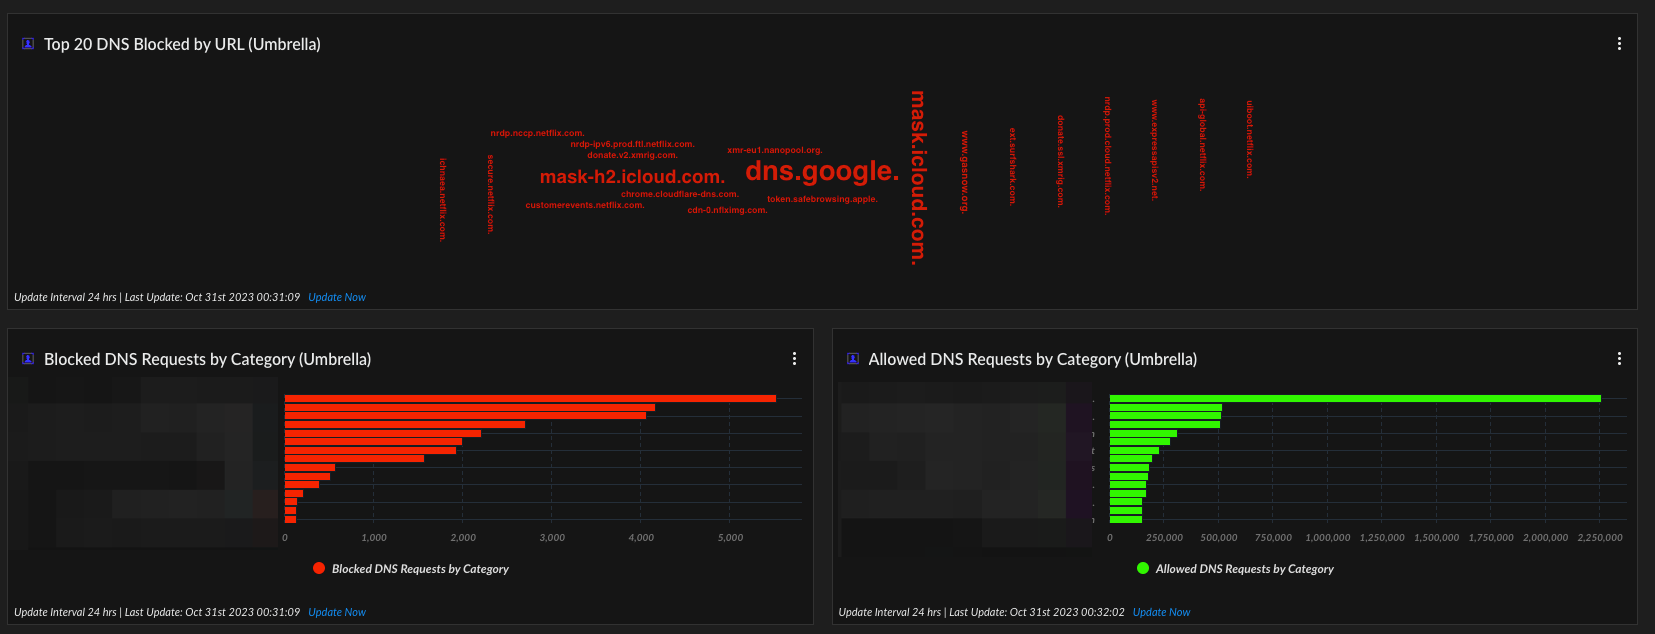 Top 20 DNS Blocked by URL (Umbrella)
ichnaea.netflix.com.
secure.netflix.com.
nrdp.nccp.netflix.com.
nrdp-ipv6.prod.ftl.netflix.com.
donate.v2.xmrig.com.
mask-h2.icloud.com.
chrome.cloudflare-dns.com.
customerevents.netflix.com.
cdn-0.nflximg.com.
xmr-eu1.nanopool.org.
dns.google.
token.safebrowsing.apple.
mask.icloud.com.
www.gasnow.org.
ext.surfshark.com.
donate.ssl.xmrig.com.
nrdp.prod.cloud.netflix.com.
www.expressapisv2.net.
api-global.netflix.com.
uiboot.netflix.com.
Update Interval 24 hrs | Last Update: Oct 31st 2023 00:31:09 Update Now
Blocked DNS Requests by Category (Umbrella)
0 1,000 2,000 3,000 4,000 5,000
Blocked DNS Requests by Category
Update Interval 24 hrs | Last Update: Oct 31st 2023 00:31:09 Update Now
Allowed DNS Requests by Category (Umbrella)
0 250,000 500,000 750,000 1,000,000 1,250,000 1,500,000 1,750,000 2,000,000 2,250,000
Allowed DNS Requests by Category
Update Interval 24 hrs | Last Update: Oct 31st 2023 00:32:02 Update Now